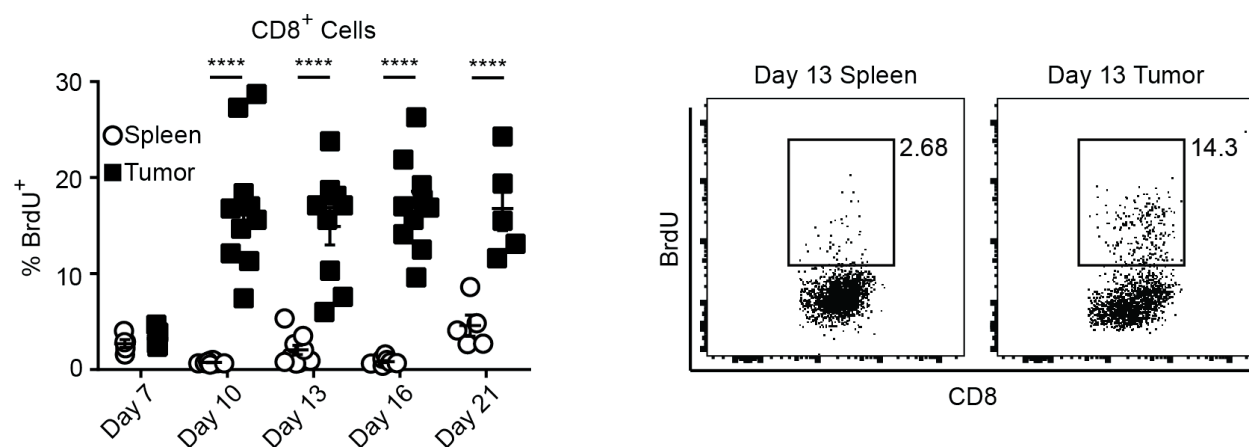 CD8⁺ Cells
**** **** **** ****
30
20
10
0
% BrdU⁺
Spleen
Tumor
Day 7
Day 10
Day 13
Day 16
Day 21
Day 13 Spleen
Day 13 Tumor
2.68
14.3
BrdU
CD8